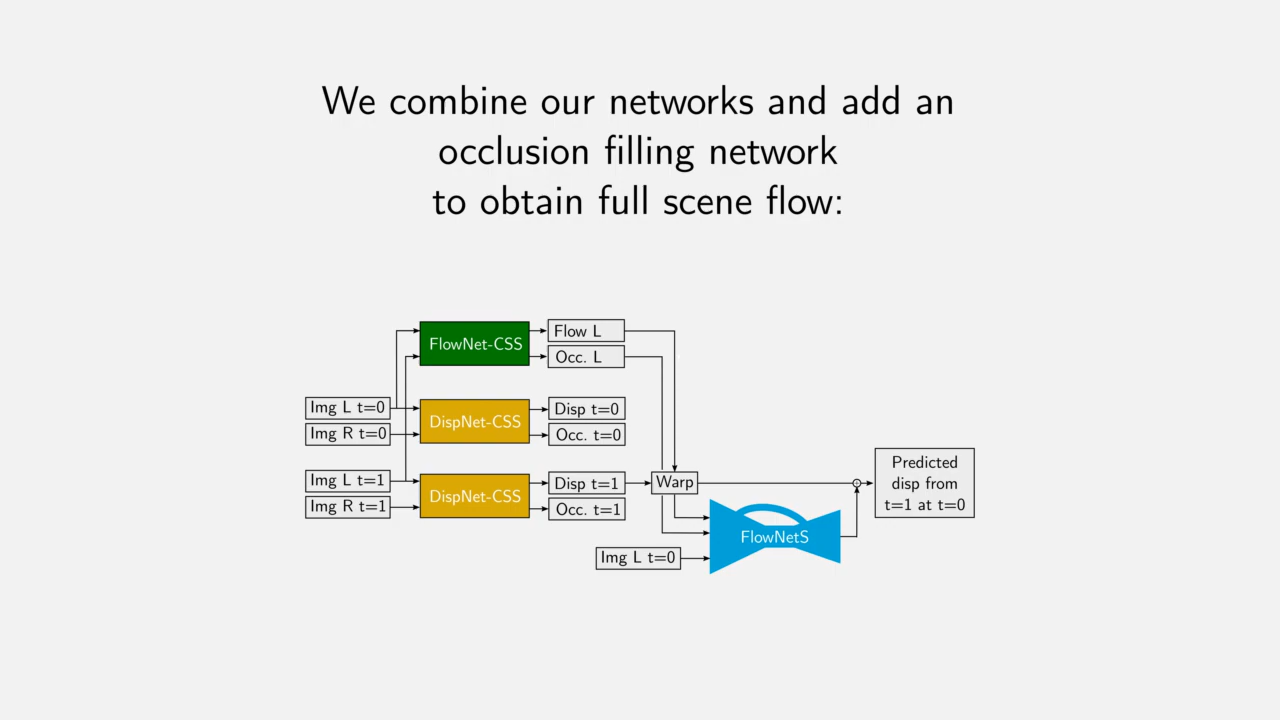 We combine our networks and add an
occlusion filling network
to obtain full scene flow:
FlowNet-CSS
Flow L
Occ. L
Img L t=0
Img R t=0
DispNet-CSS
Disp t=0
Occ. t=0
Img L t=1
Img R t=1
DispNet-CSS
Disp t=1
Occ. t=1
Warp
Img L t=0
FlowNetS
Predicted
disp from
t=1 at t=0